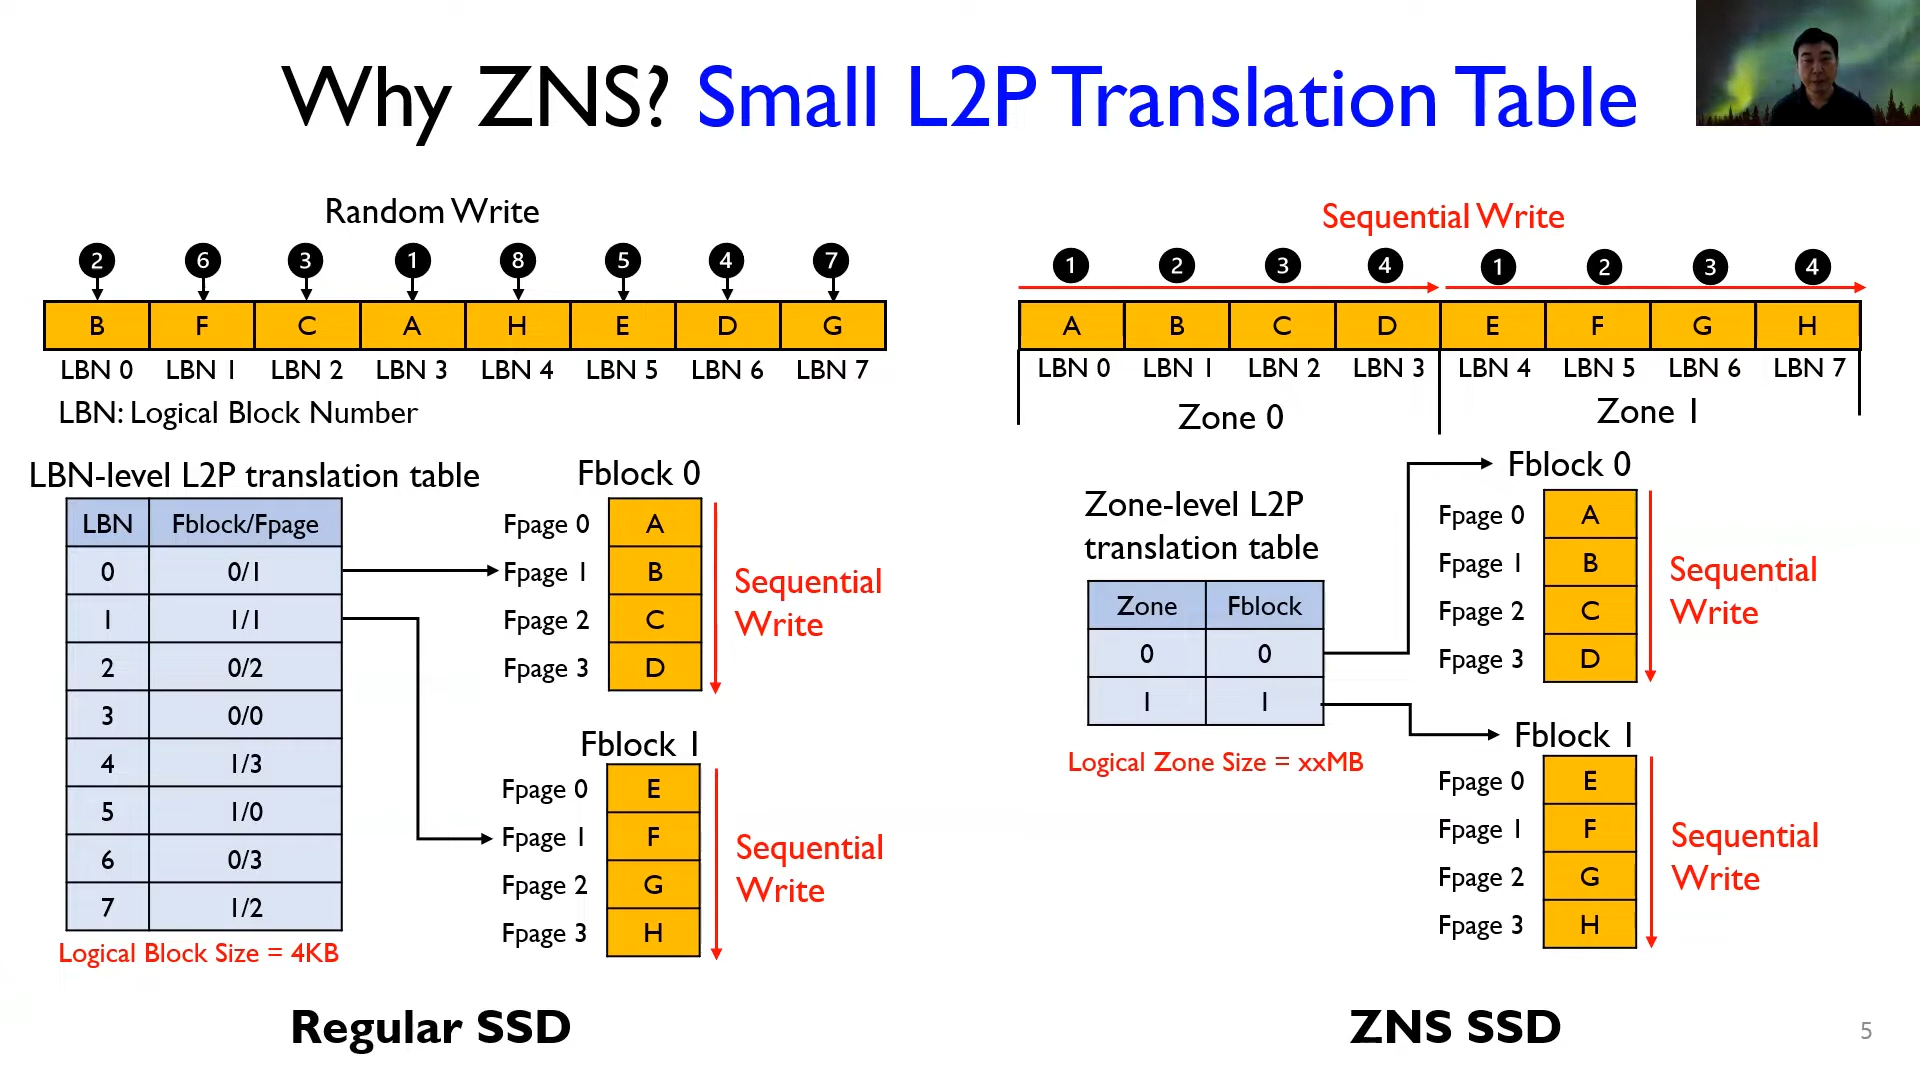 Why ZNS? Small L2P Translation Table
Random Write
2 6 3 1 8 5 4 7
B F C A H E D G
LBN 0 LBN 1 LBN 2 LBN 3 LBN 4 LBN 5 LBN 6 LBN 7
LBN: Logical Block Number
LBN-level L2P translation table
LBN Fblock/Fpage
0 0/1
1 1/1
2 0/2
3 0/0
4 1/3
5 1/0
6 0/3
7 1/2
Logical Block Size = 4KB
Fblock 0
Fpage 0 A
Fpage 1 B
Fpage 2 C
Fpage 3 D
Sequential
Write
Fblock 1
Fpage 0 E
Fpage 1 F
Fpage 2 G
Fpage 3 H
Sequential
Write
Regular SSD
Sequential Write
1 2 3 4 1 2 3 4
A B C D E F G H
LBN 0 LBN 1 LBN 2 LBN 3 LBN 4 LBN 5 LBN 6 LBN 7
Zone 0 Zone 1
Zone-level L2P
translation table
Zone Fblock
0 0
1 1
Logical Zone Size = xxMB
Fblock 0
Fpage 0 A
Fpage 1 B
Fpage 2 C
Fpage 3 D
Sequential
Write
Fblock 1
Fpage 0 E
Fpage 1 F
Fpage 2 G
Fpage 3 H
Sequential
Write
ZNS SSD
5